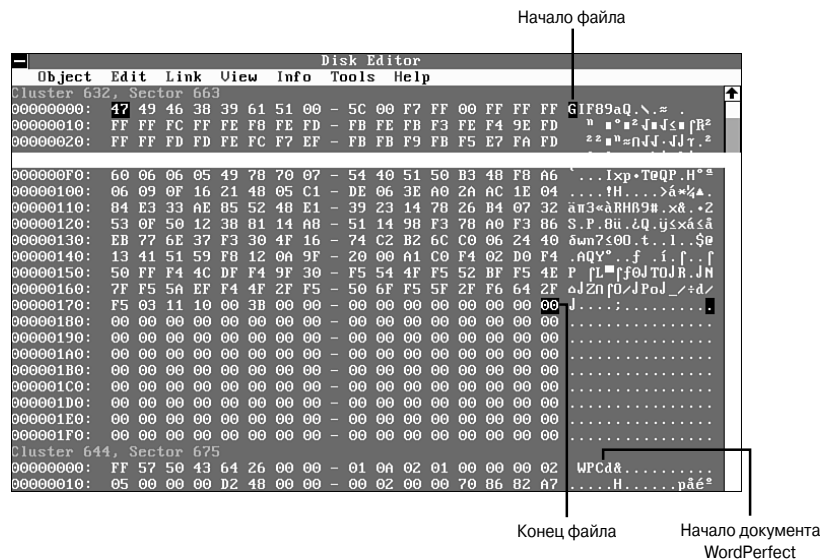 Начало файла
Disk Editor
Object Edit Link View Info Tools Help
Cluster 632, Sector 663
00000000: 47 49 46 38 39 61 51 00 - 5C 00 F7 FF 00 FF FF FF GIF89aQ.\.≈ .
00000010: FF FF FC FF FE F8 FE FD - FB FE FB F3 FE F4 9E FD
00000020: FF FF FD FD FE FC F7 EF - FB FB F9 FB F5 E7 FA FD
000000F0: 60 06 06 05 49 78 70 07 - 54 40 51 50 B3 48 F8 A6
00000100: 06 09 0F 16 21 48 05 C1 - DE 06 3E A0 2A AC 1E 04 ....!H....>á*¼▲.
00000110: 84 E3 33 AE 85 52 48 E1 - 39 23 14 78 26 B4 07 32
00000120: 53 0F 50 12 38 81 14 A8 - 51 14 98 F3 78 A0 F3 86 S.P.8ü.¿Q.ÿ≤xá≤å
00000130: EB 77 6E 37 F3 30 4F 16 - 74 C2 B2 6C C0 06 24 40 δwn7≤0O.t..l..$@
00000140: 13 41 51 59 F8 12 0A 9F - 20 00 A1 C0 F4 02 D0 F4
00000150: 50 FF F4 4C DF F4 9F 30 - F5 54 4F F5 52 BF F5 4E
00000160: 7F F5 5A EF F4 4F 2F F5 - 50 6F F5 5F 2F F6 64 2F
00000170: F5 03 11 10 00 3B 00 00 - 00 00 00 00 00 00 00 00 ⌡....;..........
00000180: 00 00 00 00 00 00 00 00 - 00 00 00 00 00 00 00 00 ................
00000190: 00 00 00 00 00 00 00 00 - 00 00 00 00 00 00 00 00 ................
000001A0: 00 00 00 00 00 00 00 00 - 00 00 00 00 00 00 00 00 ................
000001B0: 00 00 00 00 00 00 00 00 - 00 00 00 00 00 00 00 00 ................
000001C0: 00 00 00 00 00 00 00 00 - 00 00 00 00 00 00 00 00 ................
000001D0: 00 00 00 00 00 00 00 00 - 00 00 00 00 00 00 00 00 ................
000001E0: 00 00 00 00 00 00 00 00 - 00 00 00 00 00 00 00 00 ................
000001F0: 00 00 00 00 00 00 00 00 - 00 00 00 00 00 00 00 00 ................
Cluster 644, Sector 675
00000000: FF 57 50 43 64 26 00 00 - 01 0A 02 01 00 00 00 02 WPCd&..........
00000010: 05 00 00 00 D2 48 00 00 - 00 02 00 00 70 86 82 A7 .....H......påéº
Конец файла
Начало документа
WordPerfect